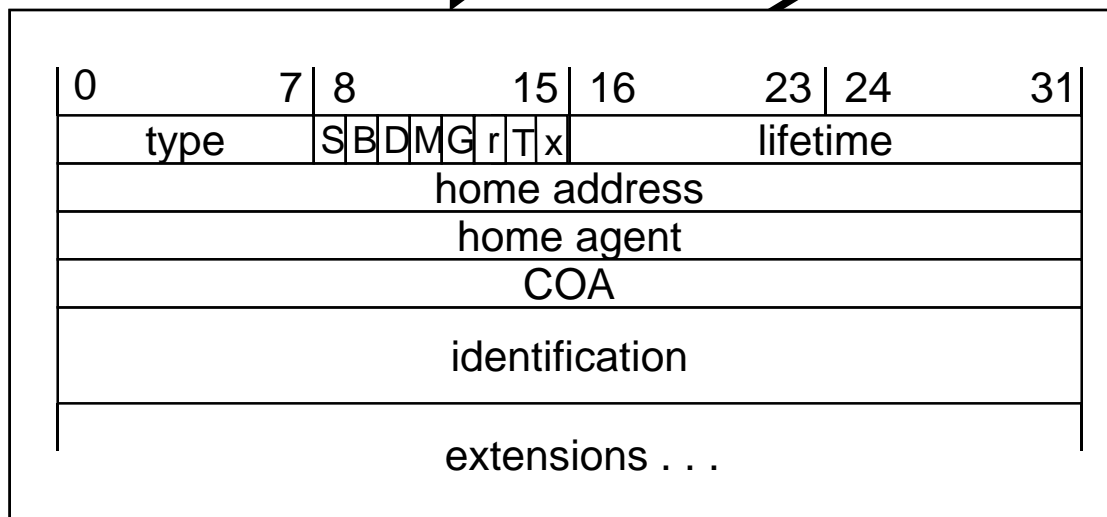 0 7 8 15 16 23 24 31
type S B D M G r T x lifetime
home address
home agent
COA
identification
extensions . . .